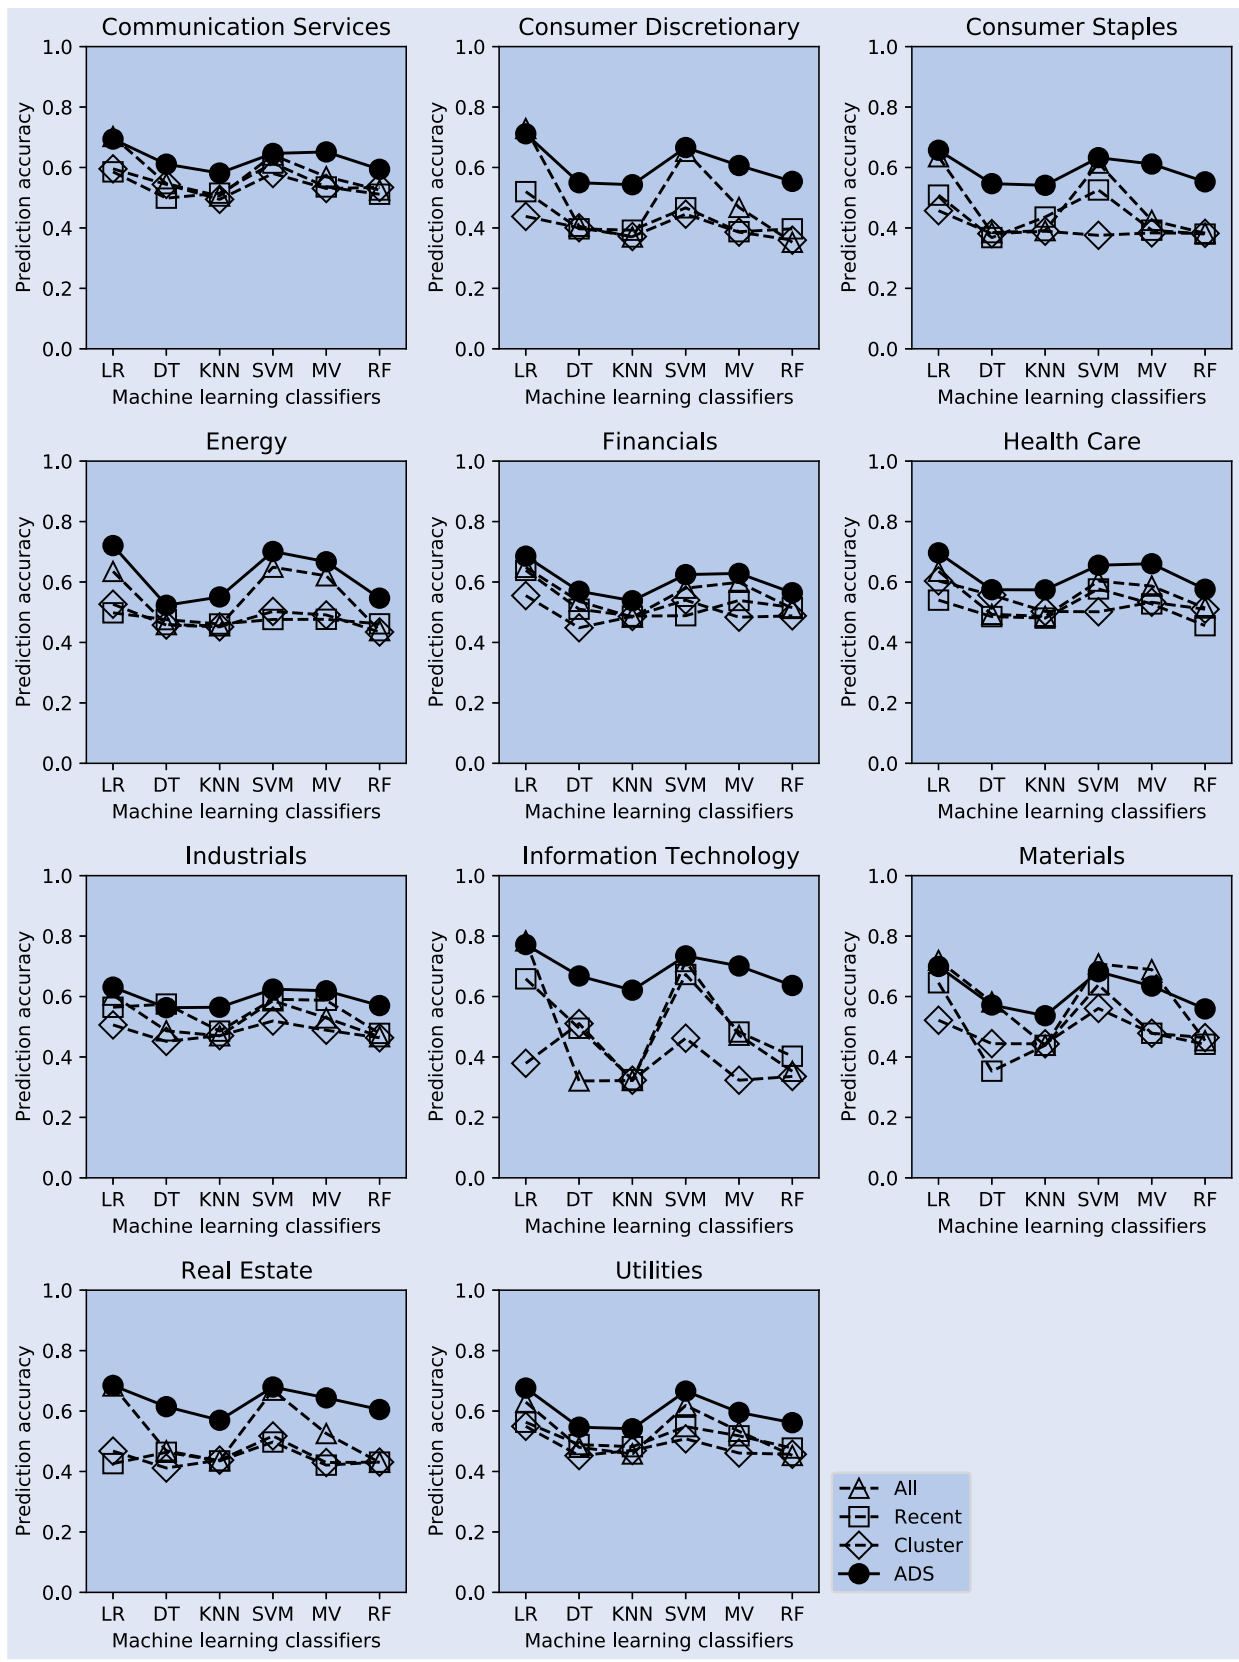 Communication Services
Consumer Discretionary
Consumer Staples
Prediction accuracy
1.0
0.8
0.6
0.4
0.2
0.0
LR DT KNN SVM MV RF
Machine learning classifiers
Prediction accuracy
1.0
0.8
0.6
0.4
0.2
0.0
LR DT KNN SVM MV RF
Machine learning classifiers
Prediction accuracy
1.0
0.8
0.6
0.4
0.2
0.0
LR DT KNN SVM MV RF
Machine learning classifiers
Energy
Financials
Health Care
Prediction accuracy
1.0
0.8
0.6
0.4
0.2
0.0
LR DT KNN SVM MV RF
Machine learning classifiers
Prediction accuracy
1.0
0.8
0.6
0.4
0.2
0.0
LR DT KNN SVM MV RF
Machine learning classifiers
Prediction accuracy
1.0
0.8
0.6
0.4
0.2
0.0
LR DT KNN SVM MV RF
Machine learning classifiers
Industrials
Information Technology
Materials
Prediction accuracy
1.0
0.8
0.6
0.4
0.2
0.0
LR DT KNN SVM MV RF
Machine learning classifiers
Prediction accuracy
1.0
0.8
0.6
0.4
0.2
0.0
LR DT KNN SVM MV RF
Machine learning classifiers
Prediction accuracy
1.0
0.8
0.6
0.4
0.2
0.0
LR DT KNN SVM MV RF
Machine learning classifiers
Real Estate
Utilities
Prediction accuracy
1.0
0.8
0.6
0.4
0.2
0.0
LR DT KNN SVM MV RF
Machine learning classifiers
Prediction accuracy
1.0
0.8
0.6
0.4
0.2
0.0
LR DT KNN SVM MV RF
Machine learning classifiers
All
Recent
Cluster
ADS